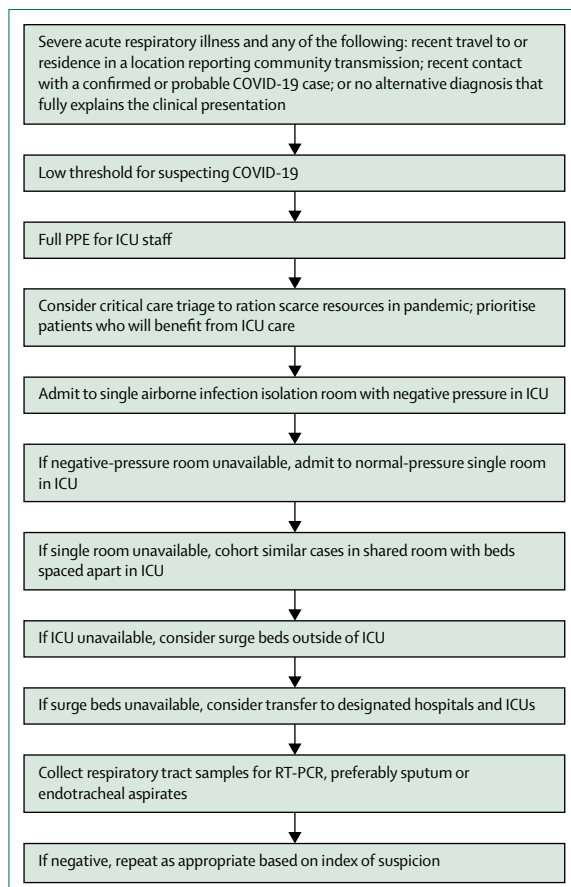 Severe acute respiratory illness and any of the following: recent travel to or
residence in a location reporting community transmission; recent contact
with a confirmed or probable COVID-19 case; or no alternative diagnosis that
fully explains the clinical presentation
Low threshold for suspecting COVID-19
Full PPE for ICU staff
Consider critical care triage to ration scarce resources in pandemic; prioritise
patients who will benefit from ICU care
Admit to single airborne infection isolation room with negative pressure in ICU
If negative-pressure room unavailable, admit to normal-pressure single room
in ICU
If single room unavailable, cohort similar cases in shared room with beds
spaced apart in ICU
If ICU unavailable, consider surge beds outside of ICU
If surge beds unavailable, consider transfer to designated hospitals and ICUs
Collect respiratory tract samples for RT-PCR, preferably sputum or
endotracheal aspirates
If negative, repeat as appropriate based on index of suspicion